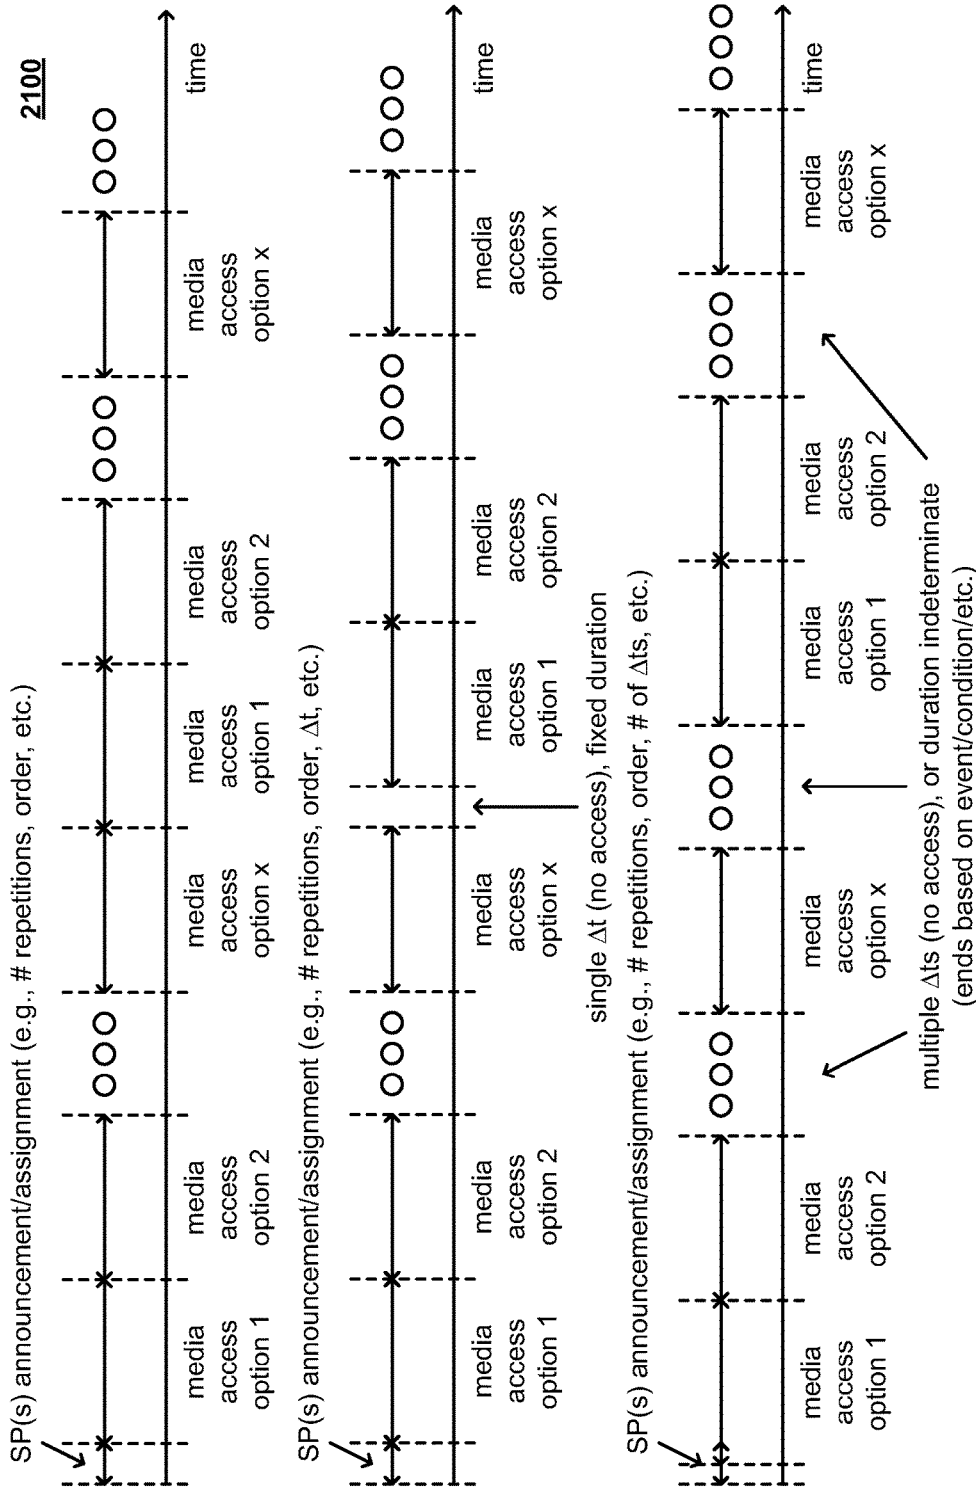 2100
SP(s) announcement/assignment (e.g., # repetitions, order, etc.)
media
access
option 1
media
access
option 2
media
access
option x
media
access
option 1
media
access
option 2
media
access
option x
time
SP(s) announcement/assignment (e.g., # repetitions, order, Δt, etc.)
media
access
option 1
media
access
option 2
media
access
option x
media
access
option 1
media
access
option 2
media
access
option x
time
single Δt (no access), fixed duration
SP(s) announcement/assignment (e.g., # repetitions, order, # of Δts, etc.)
media
access
option 1
media
access
option 2
media
access
option x
media
access
option 1
media
access
option 2
media
access
option x
time
multiple Δts (no access), or duration indeterminate
(ends based on event/condition/etc.)